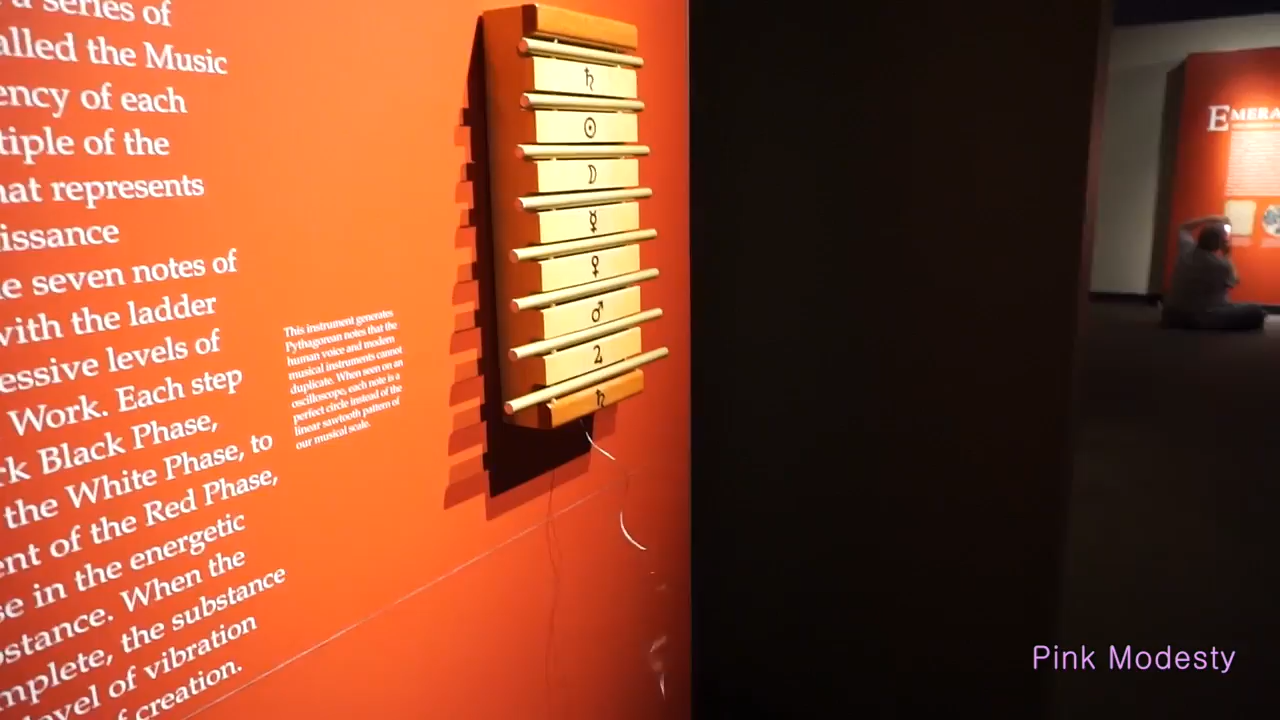 a series of
alled the Music
ency of each
tiple of the
hat represents
issance
e seven notes of
with the ladder
essive levels of
Work. Each step
rk Black Phase,
the White Phase, to
ent of the Red Phase,
se in the energetic
ostance. When the
mplete, the substance
level of vibration
f creation.
This instrument generates
Pythagorean notes that the
human voice and modern
musical instruments cannot
duplicate. When seen on an
oscilloscope, each note is a
perfect circle instead of the
linear sawtooth pattern of
our musical scale.
♄
☉
☽
☿
♀
♂
♃
♄
EMERA
Pink Modesty